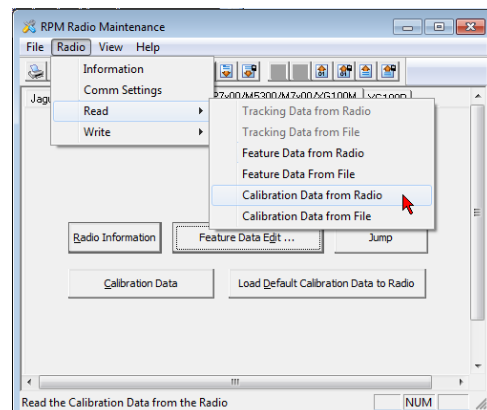 RPM Radio Maintenance
File Radio View Help
Information
Comm Settings
Read
Write
Tracking Data from Radio
Tracking Data from File
Feature Data from Radio
Feature Data From File
Calibration Data from Radio
Calibration Data from File
Radio Information
Feature Data Edit ...
Jump
Calibration Data
Load Default Calibration Data to Radio
Read the Calibration Data from the Radio
NUM